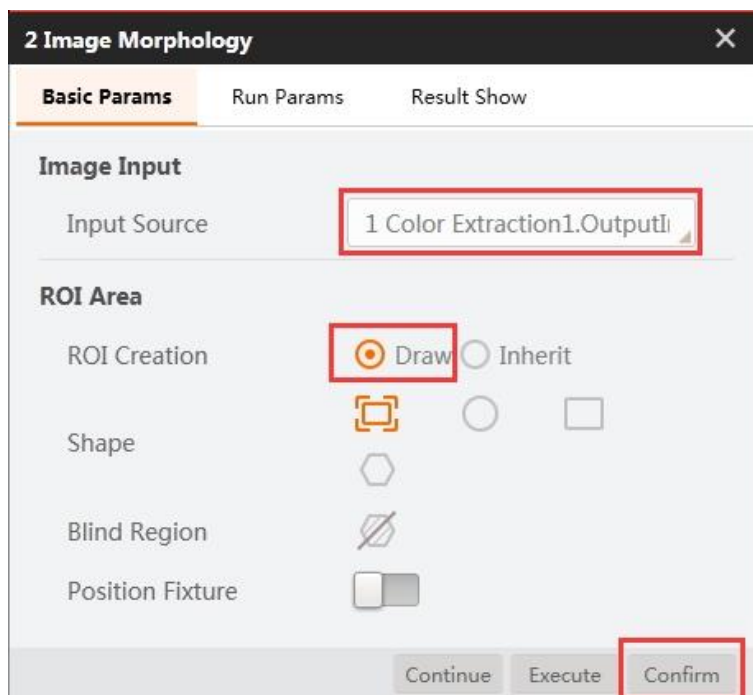 2 Image Morphology
Basic Params Run Params Result Show
Image Input
Input Source 1 Color Extraction1.OutputI
ROI Area
ROI Creation Draw Inherit
Shape
Blind Region
Position Fixture
Continue Execute Confirm